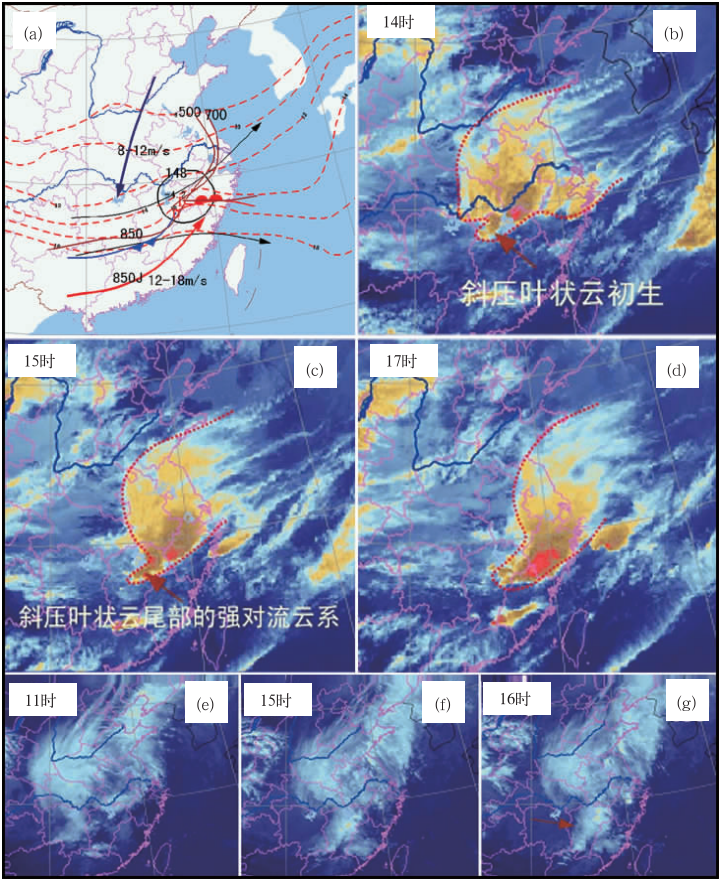 (a)
500 700
8-12m/s
148
850
850J 12-18m/s
14时
(b)
斜压叶状云初生
15时
(c)
斜压叶状云尾部的强对流云系
17时
(d)
11时
(e)
15时
(f)
16时
(g)